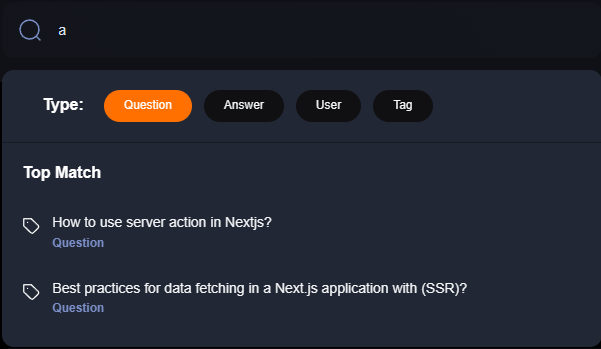 a
Type: Question Answer User Tag
Top Match
How to use server action in Nextjs?
Question
Best practices for data fetching in a Next.js application with (SSR)?
Question